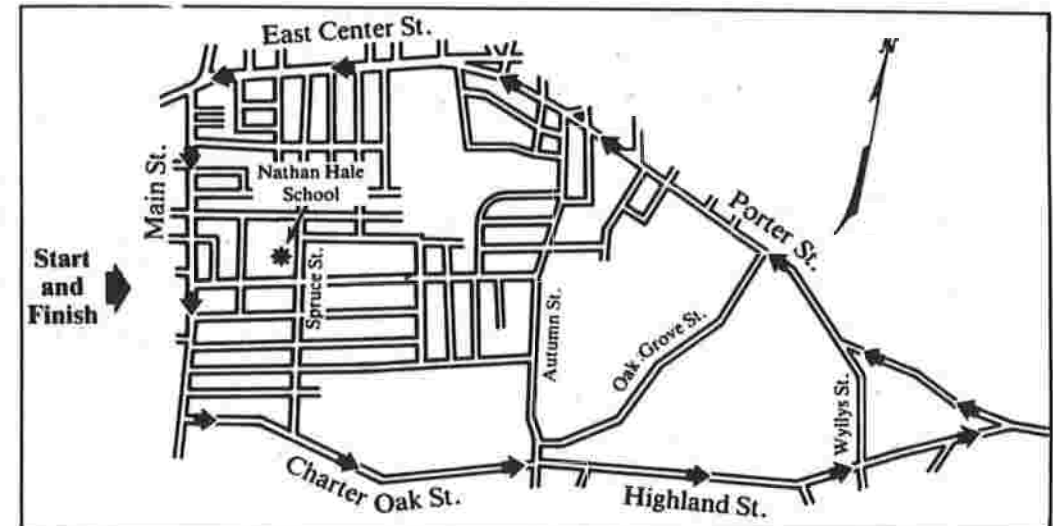 East Center St.
N
Main St.
Nathan Hale
School
Porter St.
Start
and
Finish
Spruce St.
Autumn St.
Oak Grove St.
Wyllys St.
Charter Oak St.
Highland St.